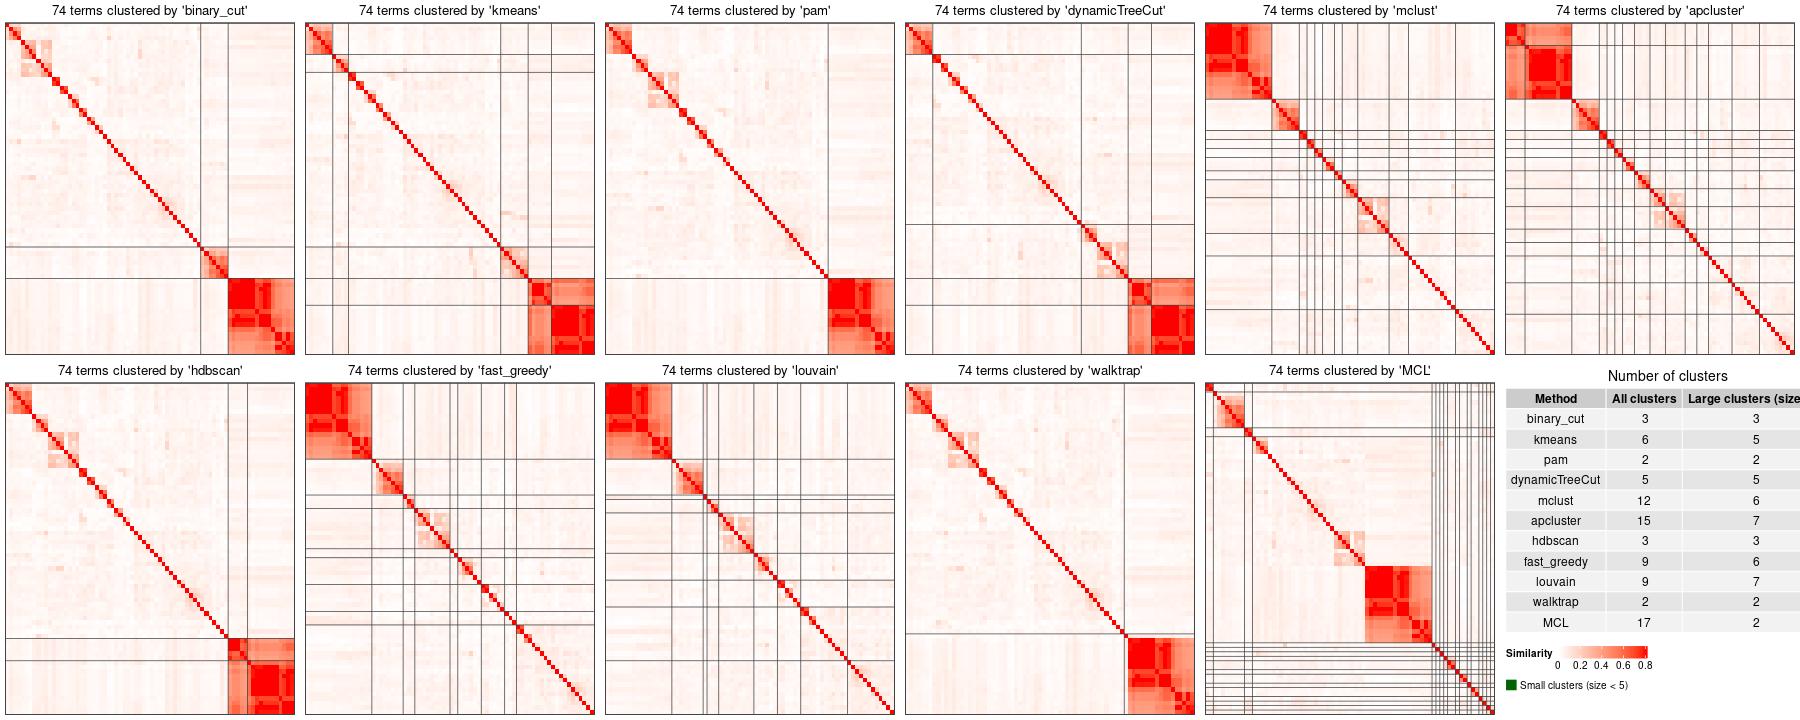 74 terms clustered by 'binary_cut'
74 terms clustered by 'kmeans'
74 terms clustered by 'pam'
74 terms clustered by 'dynamicTreeCut'
74 terms clustered by 'mclust'
74 terms clustered by 'apcluster'
74 terms clustered by 'hdbscan'
74 terms clustered by 'fast_greedy'
74 terms clustered by 'louvain'
74 terms clustered by 'walktrap'
74 terms clustered by 'MCL'
Number of clusters
Method All clusters Large clusters (size
binary_cut 3 3
kmeans 6 5
pam 2 2
dynamicTreeCut 5 5
mclust 12 6
apcluster 15 7
hdbscan 3 3
fast_greedy 9 6
louvain 9 7
walktrap 2 2
MCL 17 2
Similarity
0 0.2 0.4 0.6 0.8
Small clusters (size < 5)